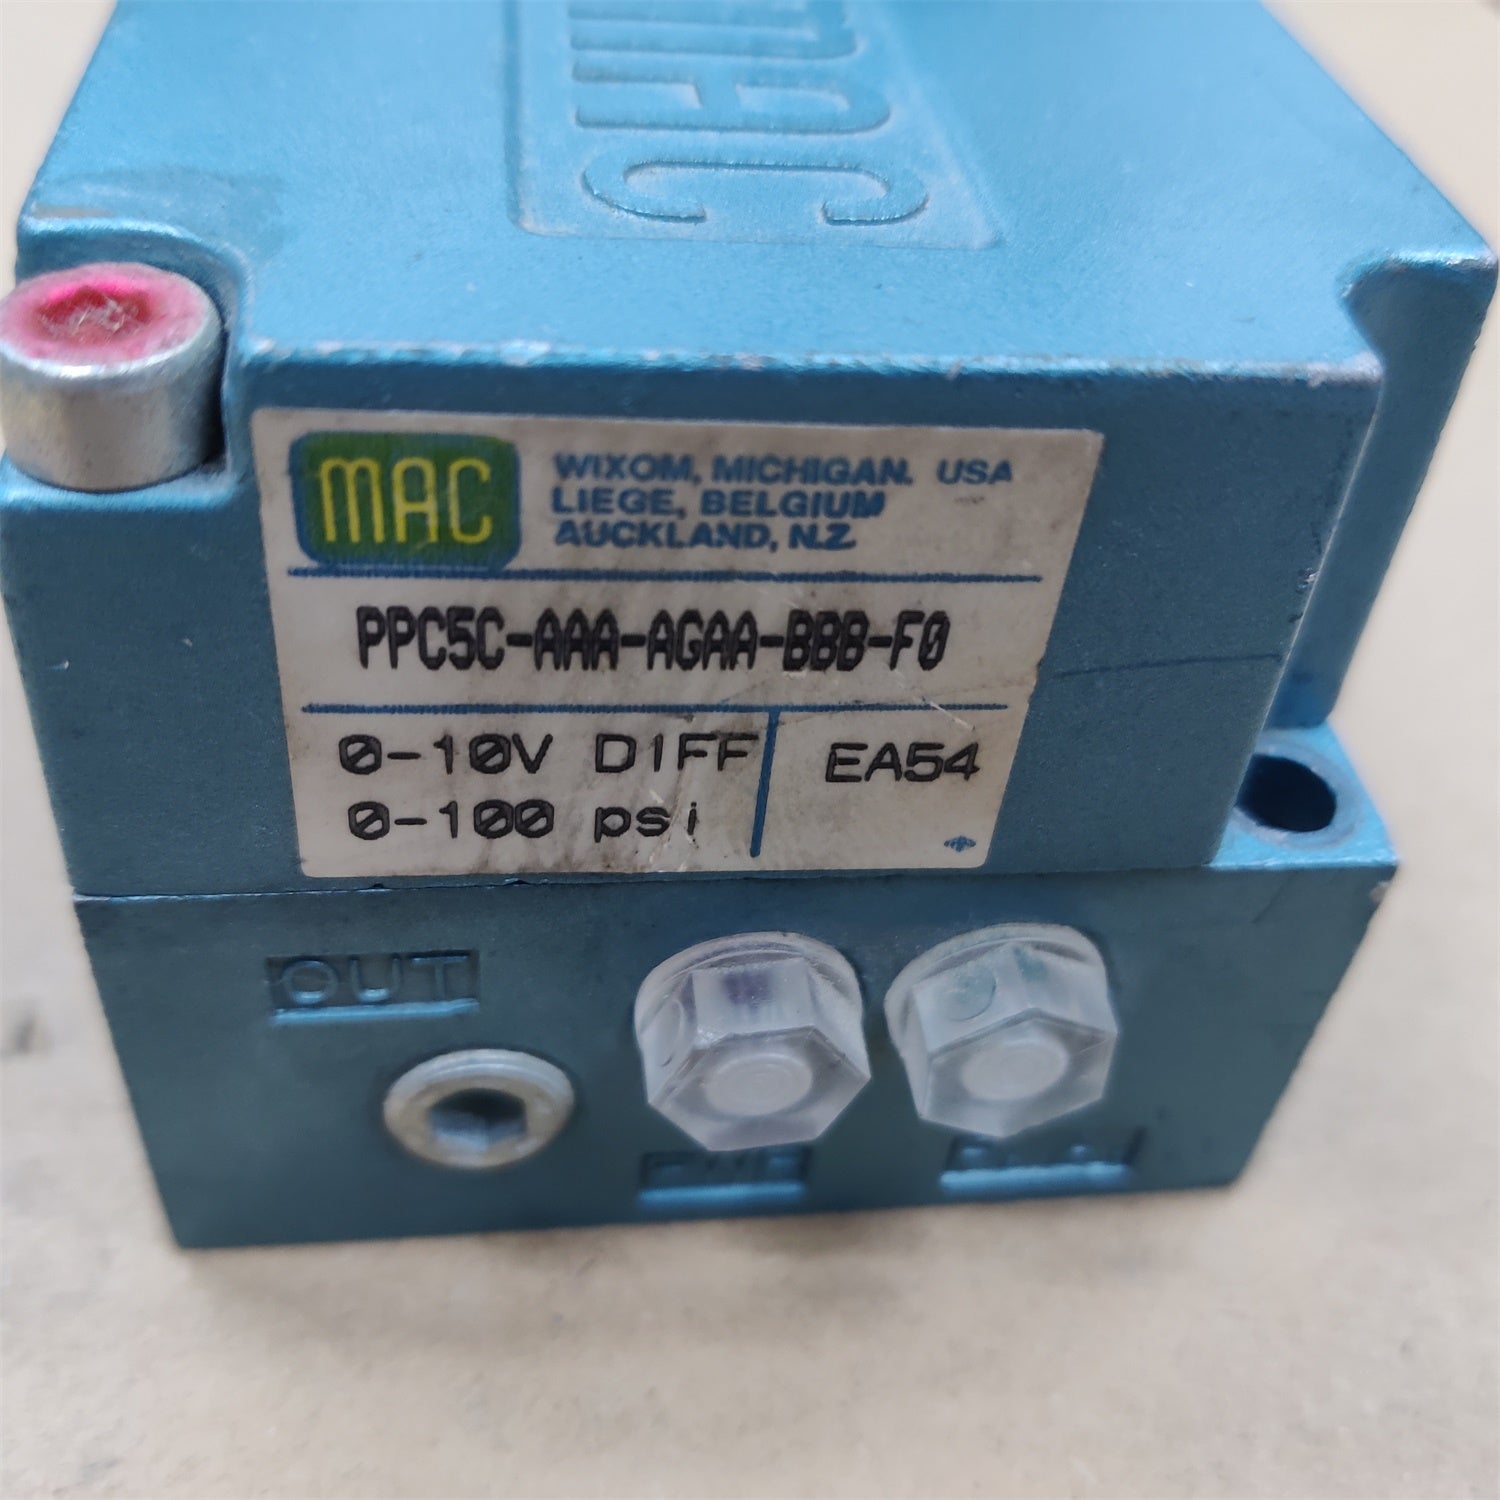 MAC
MAC
WIXOM, MICHIGAN. USA
LIEGE, BELGIUM
AUCKLAND, N.Z.
PPC5C-AAA-AGAA-BBB-F0
0-10V DIFF
0-100 psi
EA54
OUT